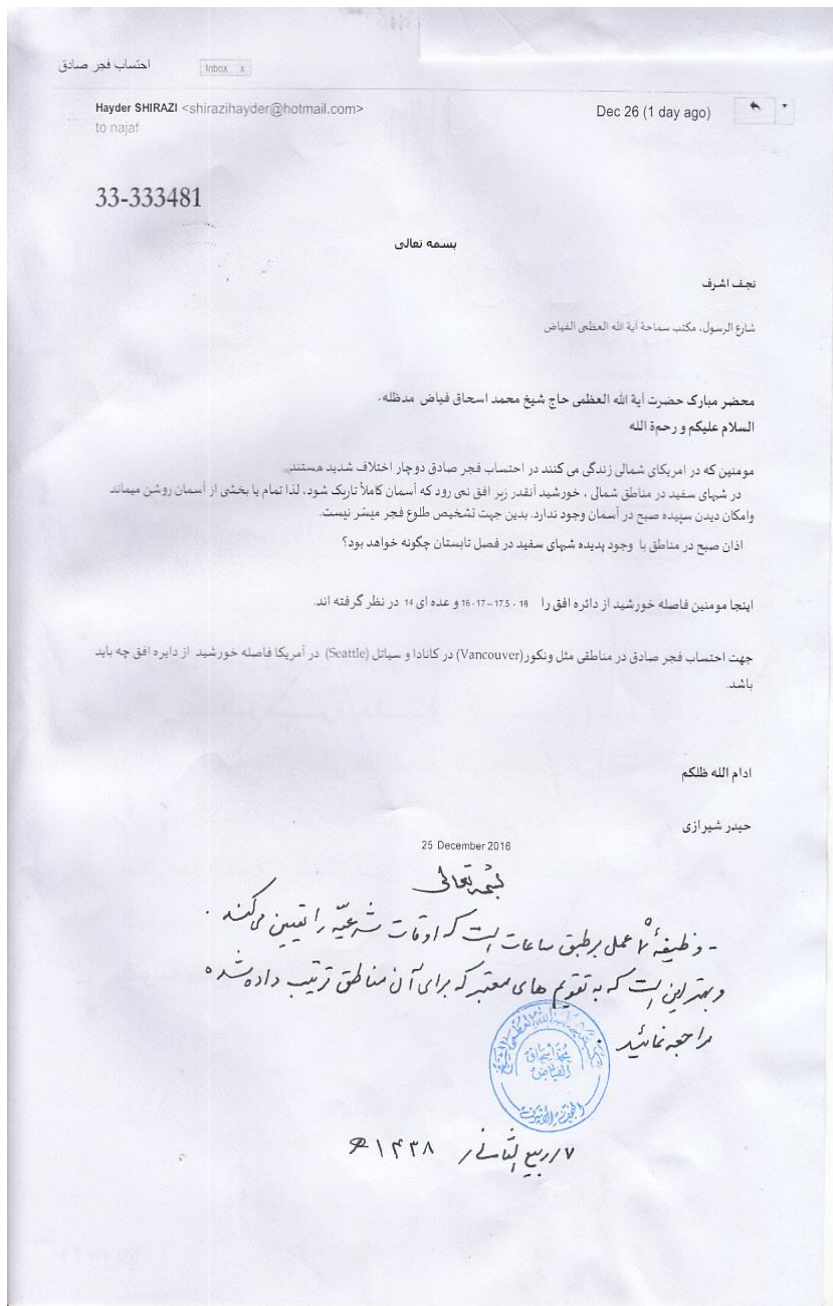 احتساب فجر صادق
Inbox X
Hayder SHIRAZI <shirazihayder@hotmail.com>
Dec 26 (1 day ago)
to najaf
33-333481
بسمه تعالی
نجف اشرف
شارع الرسول، مکتب سماحة آیة الله العظمی الفیاض
محضر مبارک حضرت آیة الله العظمی حاج شیخ محمد اسحاق فیاض مدظله.
السلام علیکم و رحمة الله
مومنین که در امریکای شمالی زندگی می کنند در احتساب فجر صادق دوچار اختلاف شدید هستند.
در شبهای سفید در مناطق شمالی ، خورشید آنقدر زیر افق نمی رود که آسمان کاملاً تاریک شود، لذا تمام یا بخشی از آسمان روشن میماند
وامکان دیدن سپیده صبح در آسمان وجود ندارد. بدین جهت تشخیص طلوع فجر میسّر نیست.
اذان صبح در مناطق با وجود پدیده شبهای سفید در فصل تابستان چگونه خواهد بود؟
اینجا مومنین فاصله خورشید از دائره افق را 18 ، 17.5 – 17 ، 16 و عده ای 14 در نظر گرفته اند.
جهت احتساب فجر صادق در مناطقی مثل ونکور(Vancouver) در کانادا و سیاتل (Seattle) در آمریکا فاصله خورشید از دایره افق چه باید
باشد.
ادام الله ظلکم
حیدر شیرازی
25 December 2016
بسمه تعالی
- وظیفهٔ عمل برطبق ساعات است که اوقات شرعیّه را تعیین می‌کند .
و بهتر این است که به تقویم های معتبر که برای آن مناطق ترتیب داده شده
مراجعه نمائید .
محمد اسحاق
الفیاض
النجف الأشرف
۷/ ربیع الثانی / ۱۴۳۸ هـ